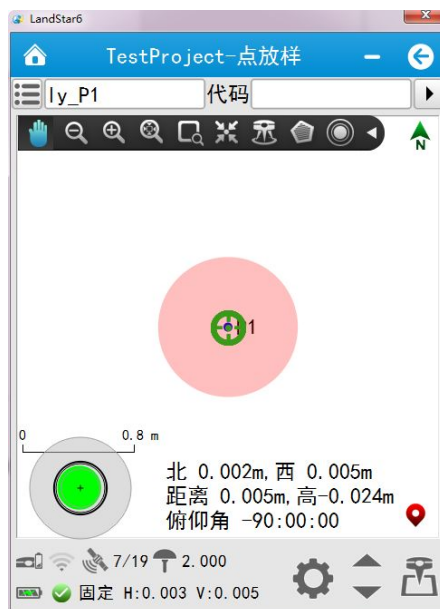 LandStar6
TestProject-点放样
ly_P1 代码
N
P1
0 0.8 m
北 0.002m,西 0.005m
距离 0.005m,高-0.024m
俯仰角 -90:00:00
7/19 2.000
固定 H:0.003 V:0.005